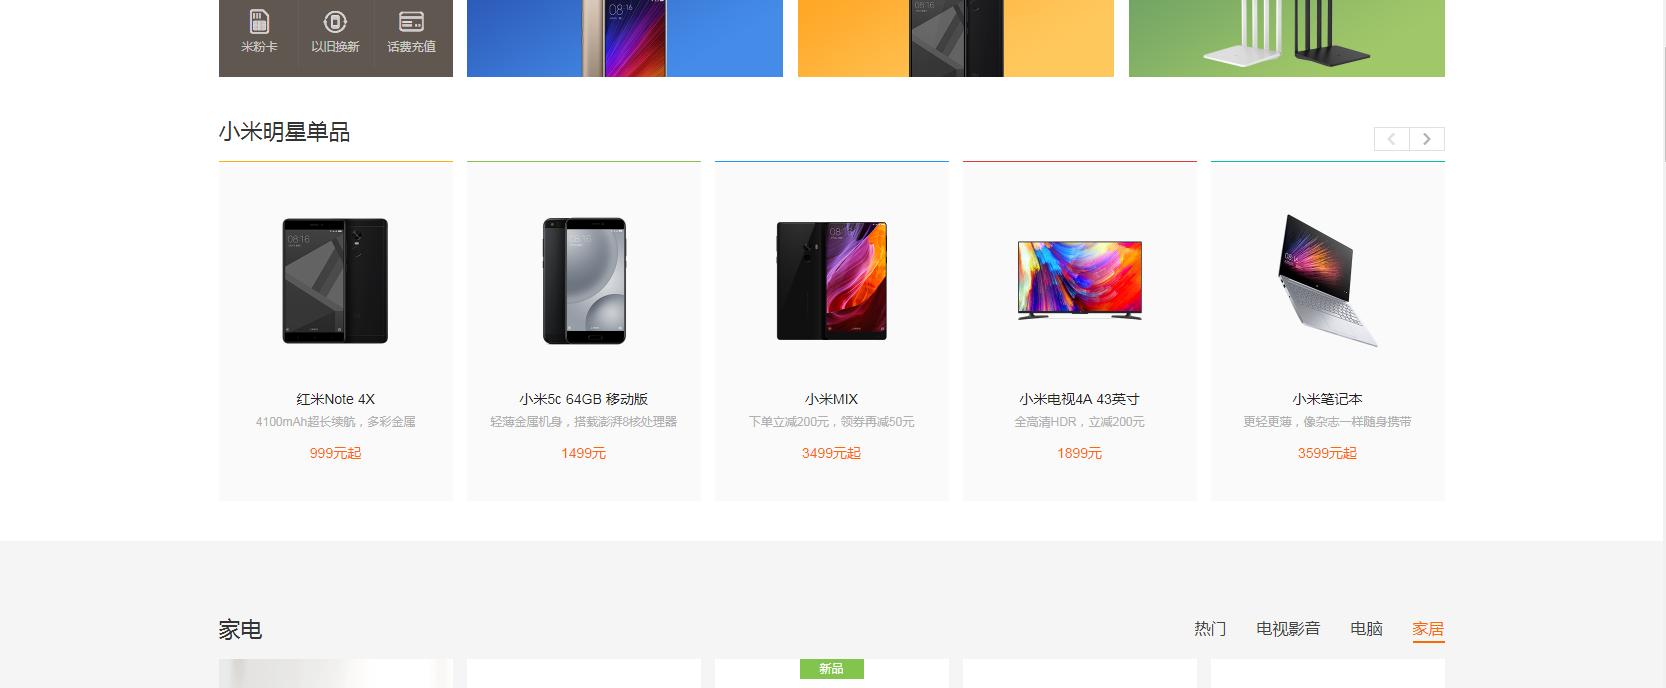 米粉卡 以旧换新 话费充值
小米明星单品
红米Note 4X
4100mAh超长续航，多彩金属
999元起
小米5c 64GB 移动版
轻薄金属机身，搭载澎湃8核处理器
1499元
小米MIX
下单立减200元，领券再减50元
3499元起
小米电视4A 43英寸
全高清HDR，立减200元
1899元
小米笔记本
更轻更薄，像杂志一样随身携带
3599元起
家电
热门 电视影音 电脑 家居
新品
08:16
08:16
08:16
08:16